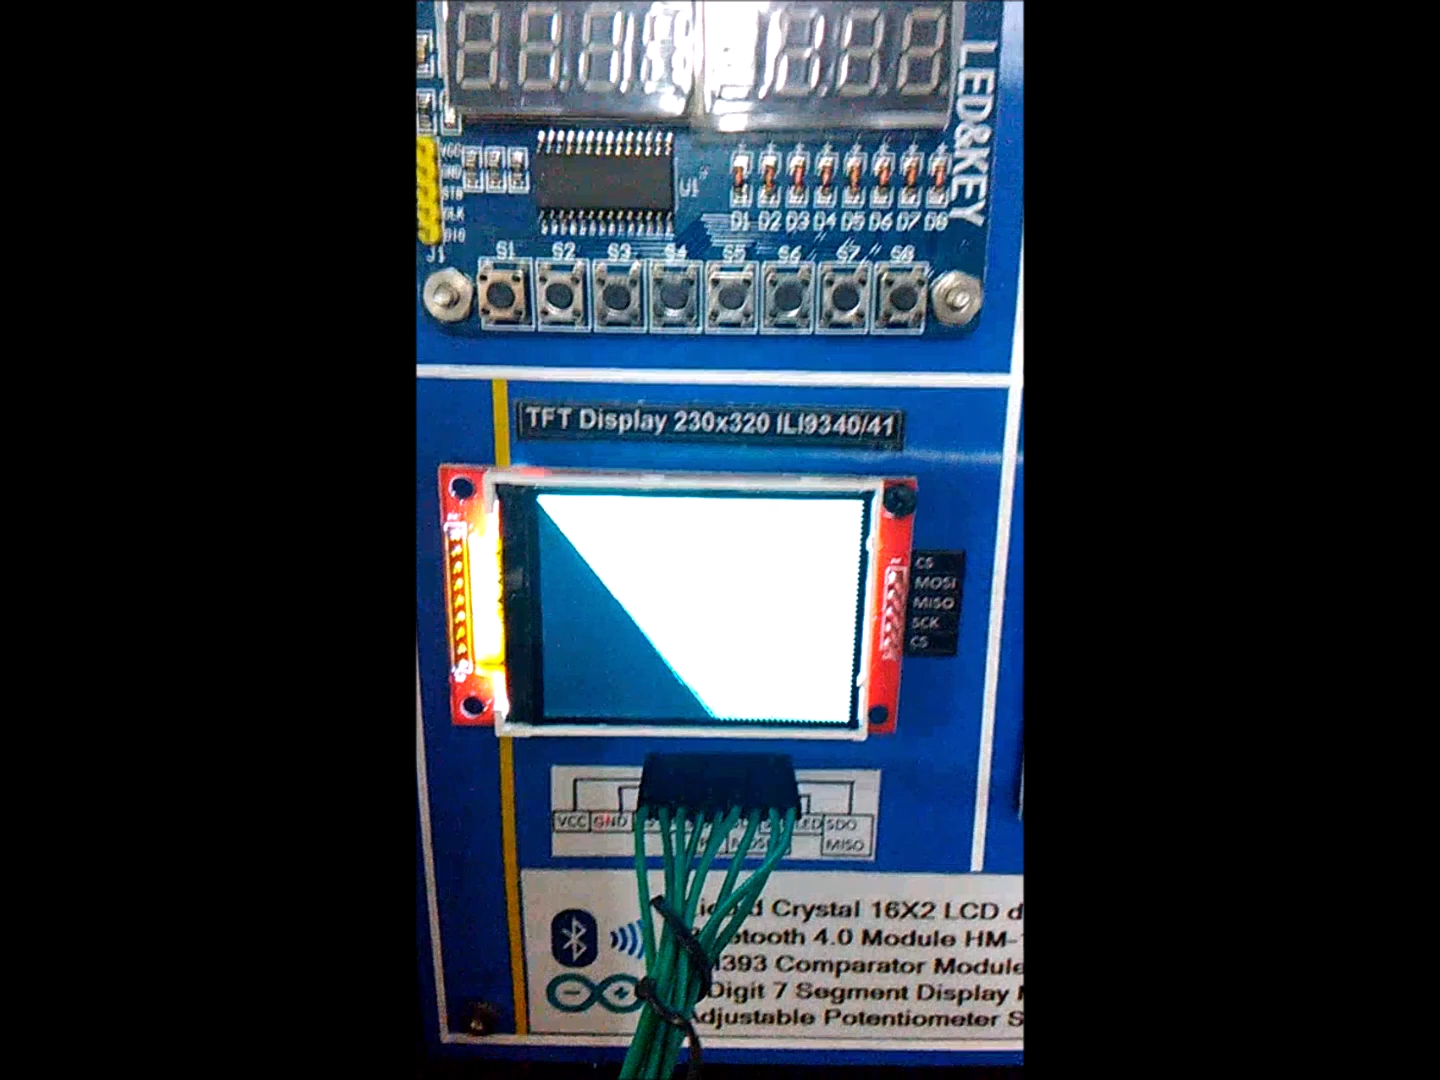 LED&KEY
VCC
GND
STB
CLK
DIO
J1
U1
D1 D2 D3 D4 D5 D6 D7 D8
S1 S2 S3 S4 S5 S6 S7 S8
TFT Display 230x320 ILI9340/41
CS
MOSI
MISO
SCK
CS
VCC GND LED SDO
MISO
Crystal 16X2 LCD d
4.0 Module HM-
393 Comparator Module
Digit 7 Segment Display
Adjustable Potentiometer S